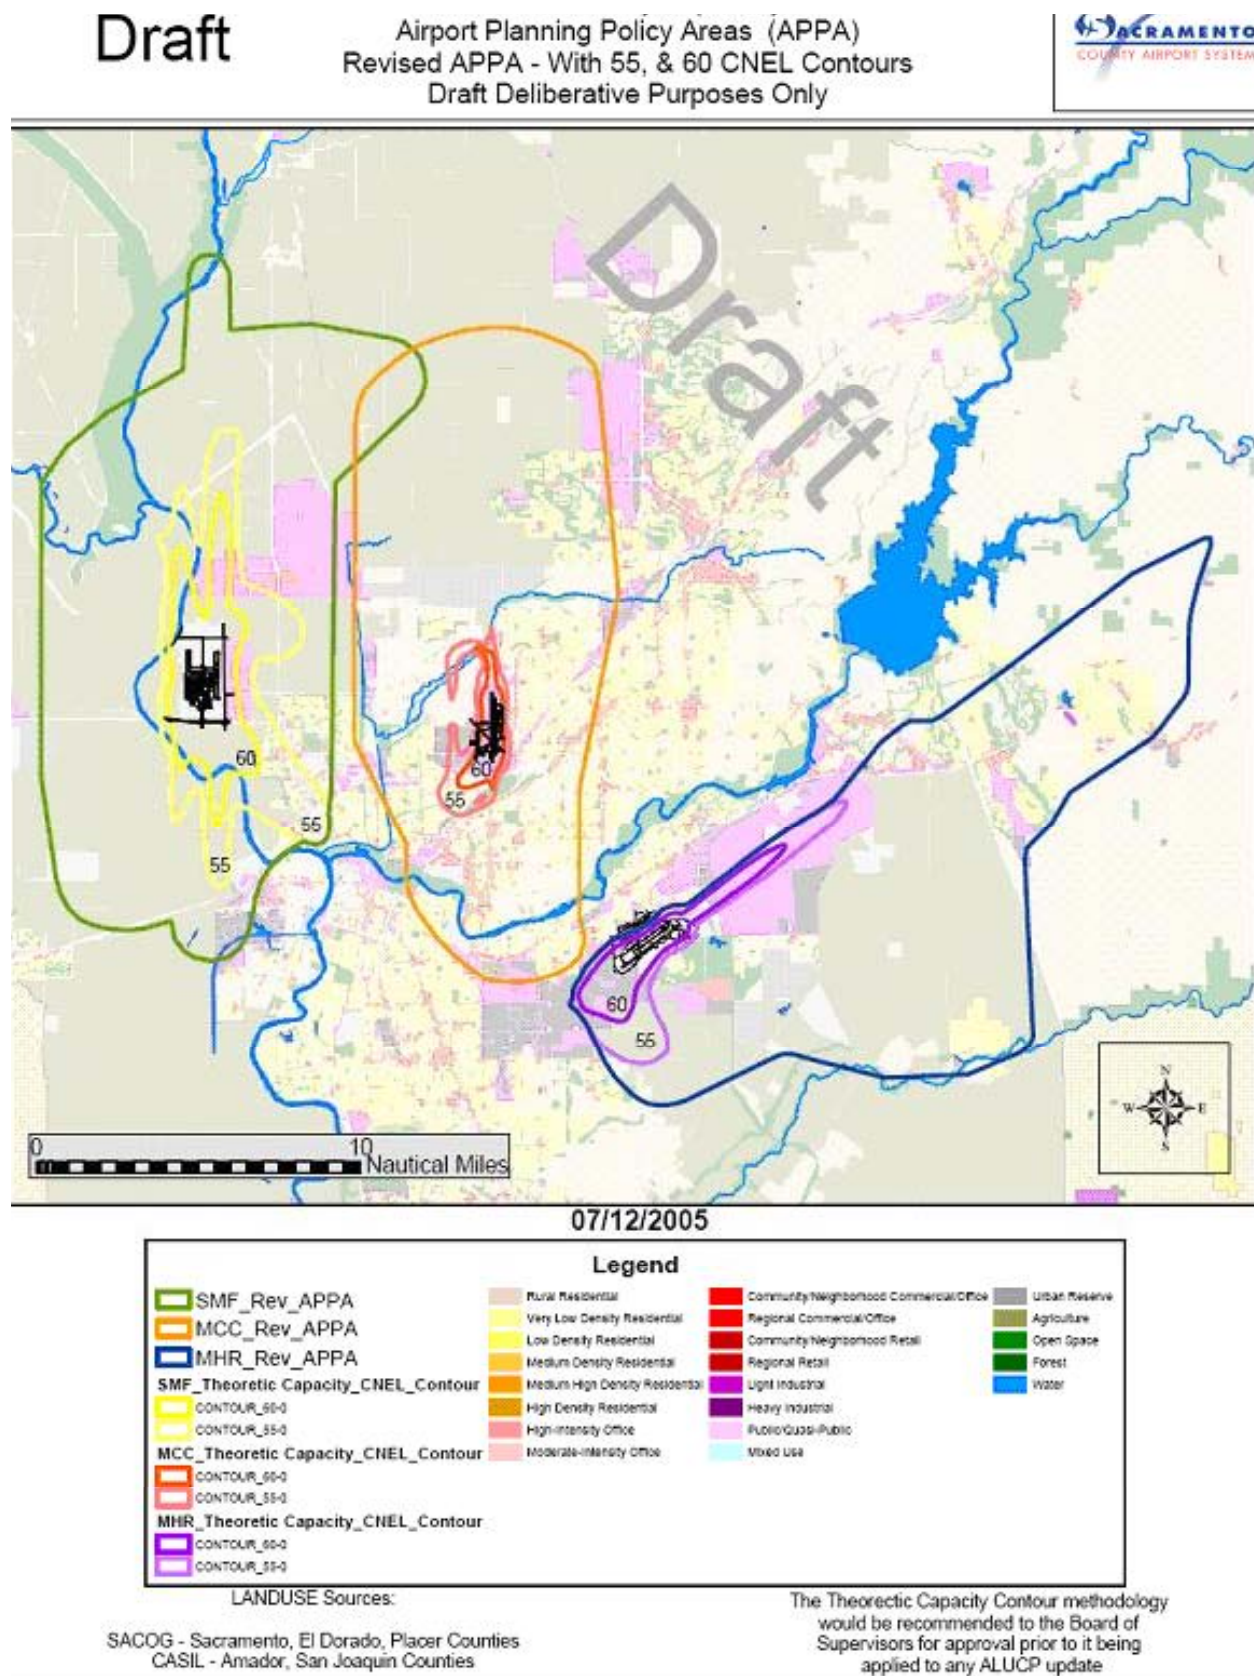 Draft
Airport Planning Policy Areas (APPA)
Revised APPA - With 55, & 60 CNEL Contours
Draft Deliberative Purposes Only
SACRAMENTO
COUNTY AIRPORT SYSTEM
Draft
60
55
55
60
55
60
55
N
W E
S
0 10
Nautical Miles
07/12/2005
Legend
SMF_Rev_APPA
MCC_Rev_APPA
MHR_Rev_APPA
SMF_Theoretic Capacity_CNEL_Contour
CONTOUR_60-0
CONTOUR_55-0
MCC_Theoretic Capacity_CNEL_Contour
CONTOUR_60-0
CONTOUR_55-0
MHR_Theoretic Capacity_CNEL_Contour
CONTOUR_60-0
CONTOUR_55-0
Rural Residential
Very Low Density Residential
Low Density Residential
Medium Density Residential
Medium High Density Residential
High Density Residential
High-Intensity Office
Moderate-Intensity Office
Community/Neighborhood Commercial/Office
Regional Commercial/Office
Community/Neighborhood Retail
Regional Retail
Light Industrial
Heavy Industrial
Public/Quasi-Public
Mixed Use
Urban Reserve
Agriculture
Open Space
Forest
Water
LANDUSE Sources:
SACOG - Sacramento, El Dorado, Placer Counties
CASIL - Amador, San Joaquin Counties
The Theorectic Capacity Contour methodology
would be recommended to the Board of
Supervisors for approval prior to it being
applied to any ALUCP update